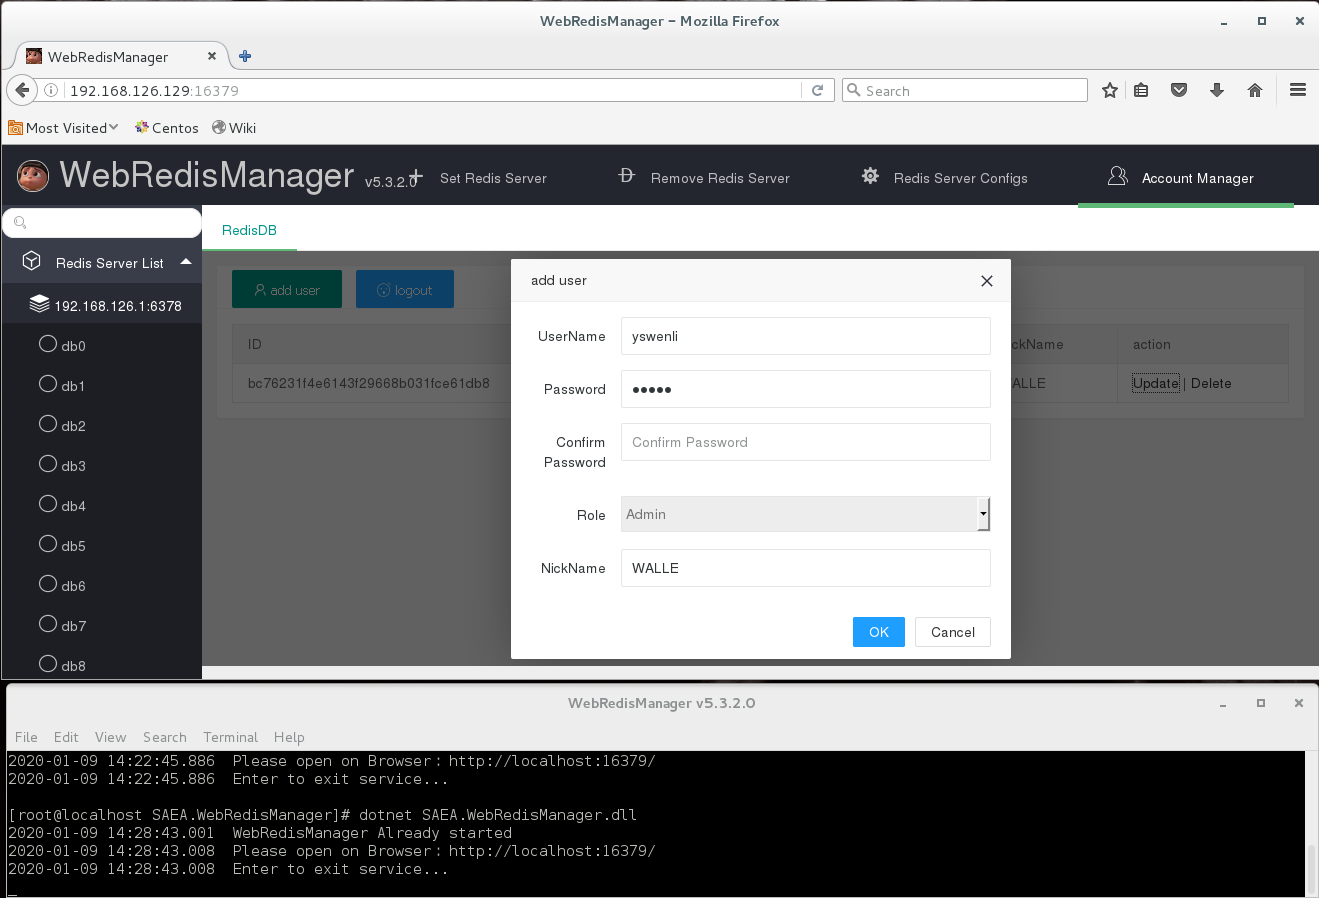 WebRedisManager – Mozilla Firefox
WebRedisManager
192.168.126.129:16379
Search
Most Visited
Centos
Wiki
WebRedisManager v5.3.2.0
Set Redis Server
Remove Redis Server
Redis Server Configs
Account Manager
RedisDB
Redis Server List
192.168.126.1:6378
db0
db1
db2
db3
db4
db5
db6
db7
db8
add user
logout
ID
ckName
action
bc76231f4e6143f29668b031fce61db8
ALLE
Update | Delete
add user
UserName
yswenli
Password
●●●●●
Confirm
Password
Confirm Password
Role
Admin
NickName
WALLE
OK
Cancel
WebRedisManager v5.3.2.0
File Edit View Search Terminal Help
2020-01-09 14:22:45.886  Please open on Browser：http://localhost:16379/
2020-01-09 14:22:45.886  Enter to exit service...
[root@localhost SAEA.WebRedisManager]# dotnet SAEA.WebRedisManager.dll
2020-01-09 14:28:43.001  WebRedisManager Already started
2020-01-09 14:28:43.008  Please open on Browser：http://localhost:16379/
2020-01-09 14:28:43.008  Enter to exit service...